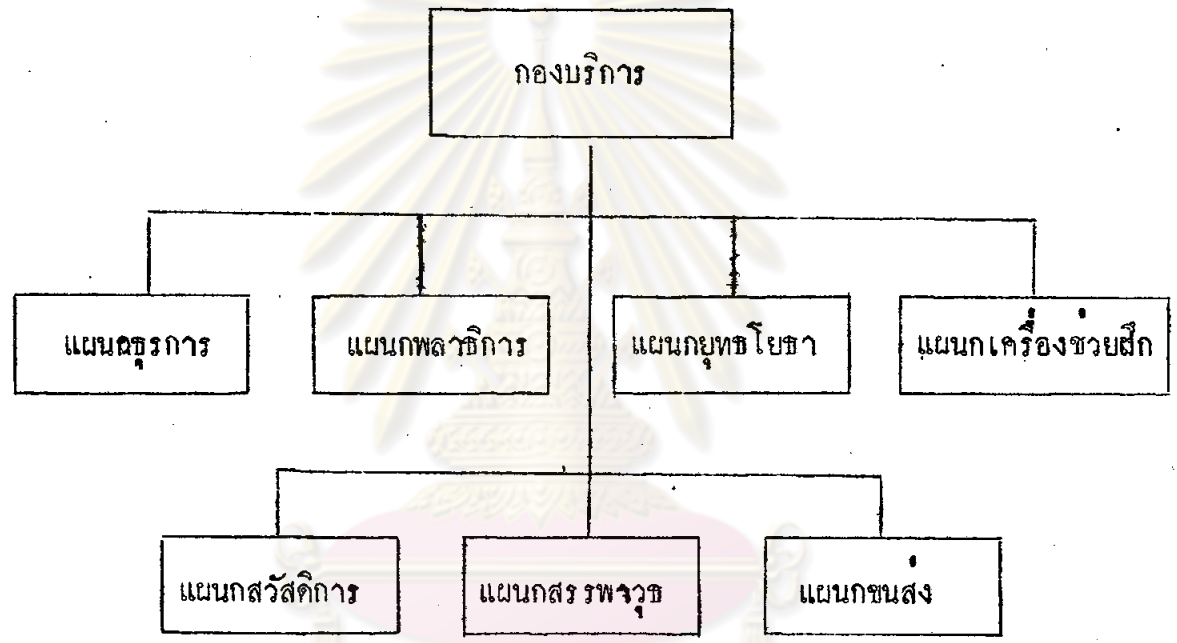 กองบริการ
แผนกธุรการ
แผนกพลาธิการ
แผนกยุทธโยธา
แผนกเครื่องช่วยฝึก
แผนกสวัสดิการ
แผนกสรรพาวุธ
แผนกขนส่ง